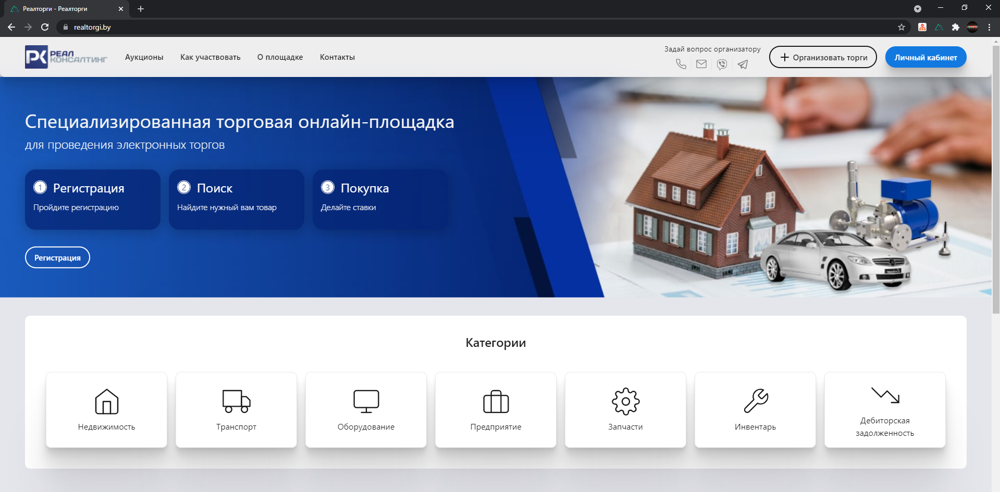 Реалторги - Реалторги
realtorgi.by
РК РЕАЛ
КОНСАЛТИНГ
Аукционы
Как участвовать
О площадке
Контакты
Задай вопрос организатору
Организовать торги
Личный кабинет
Специализированная торговая онлайн-площадка
для проведения электронных торгов
1 Регистрация
Пройдите регистрацию
2 Поиск
Найдите нужный вам товар
3 Покупка
Делайте ставки
Регистрация
Категории
Недвижимость
Транспорт
Оборудование
Предприятие
Запчасти
Инвентарь
Дебиторская
задолженность